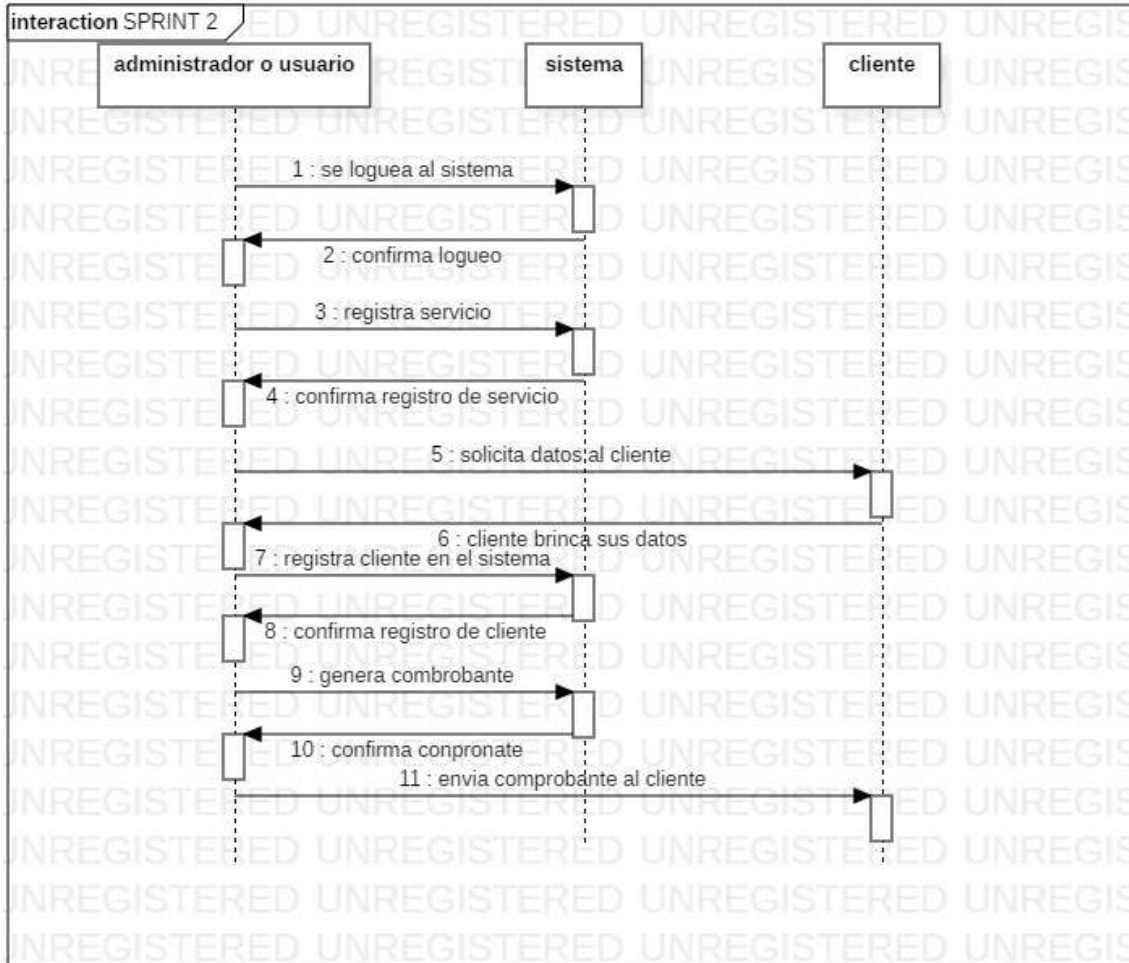 interaction SPRINT 2
administrador o usuario
sistema
cliente
1 : se loguea al sistema
2 : confirma logueo
3 : registra servicio
4 : confirma registro de servicio
5 : solicita datos al cliente
6 : cliente brinca sus datos
7 : registra cliente en el sistema
8 : confirma registro de cliente
9 : genera combrobante
10 : confirma conpronate
11 : envia comprobante al cliente
UNREGISTERED